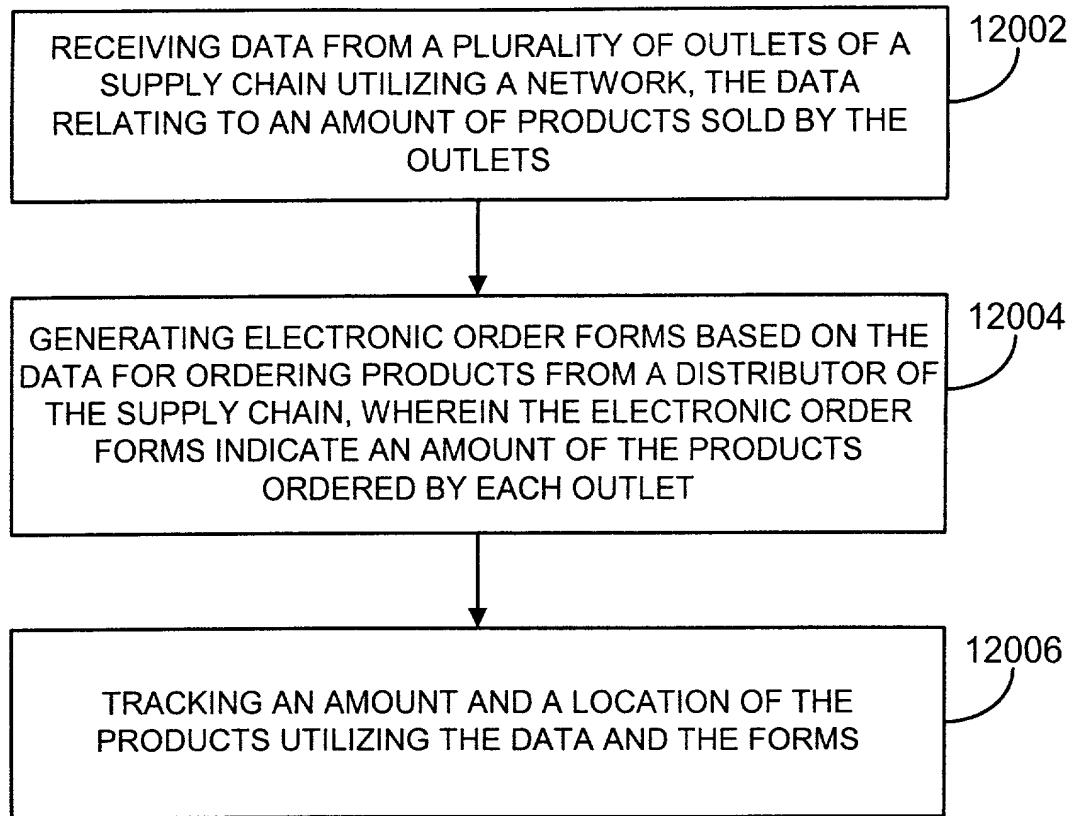 12002
RECEIVING DATA FROM A PLURALITY OF OUTLETS OF A
SUPPLY CHAIN UTILIZING A NETWORK, THE DATA
RELATING TO AN AMOUNT OF PRODUCTS SOLD BY THE
OUTLETS
12004
GENERATING ELECTRONIC ORDER FORMS BASED ON THE
DATA FOR ORDERING PRODUCTS FROM A DISTRIBUTOR OF
THE SUPPLY CHAIN, WHEREIN THE ELECTRONIC ORDER
FORMS INDICATE AN AMOUNT OF THE PRODUCTS
ORDERED BY EACH OUTLET
12006
TRACKING AN AMOUNT AND A LOCATION OF THE
PRODUCTS UTILIZING THE DATA AND THE FORMS